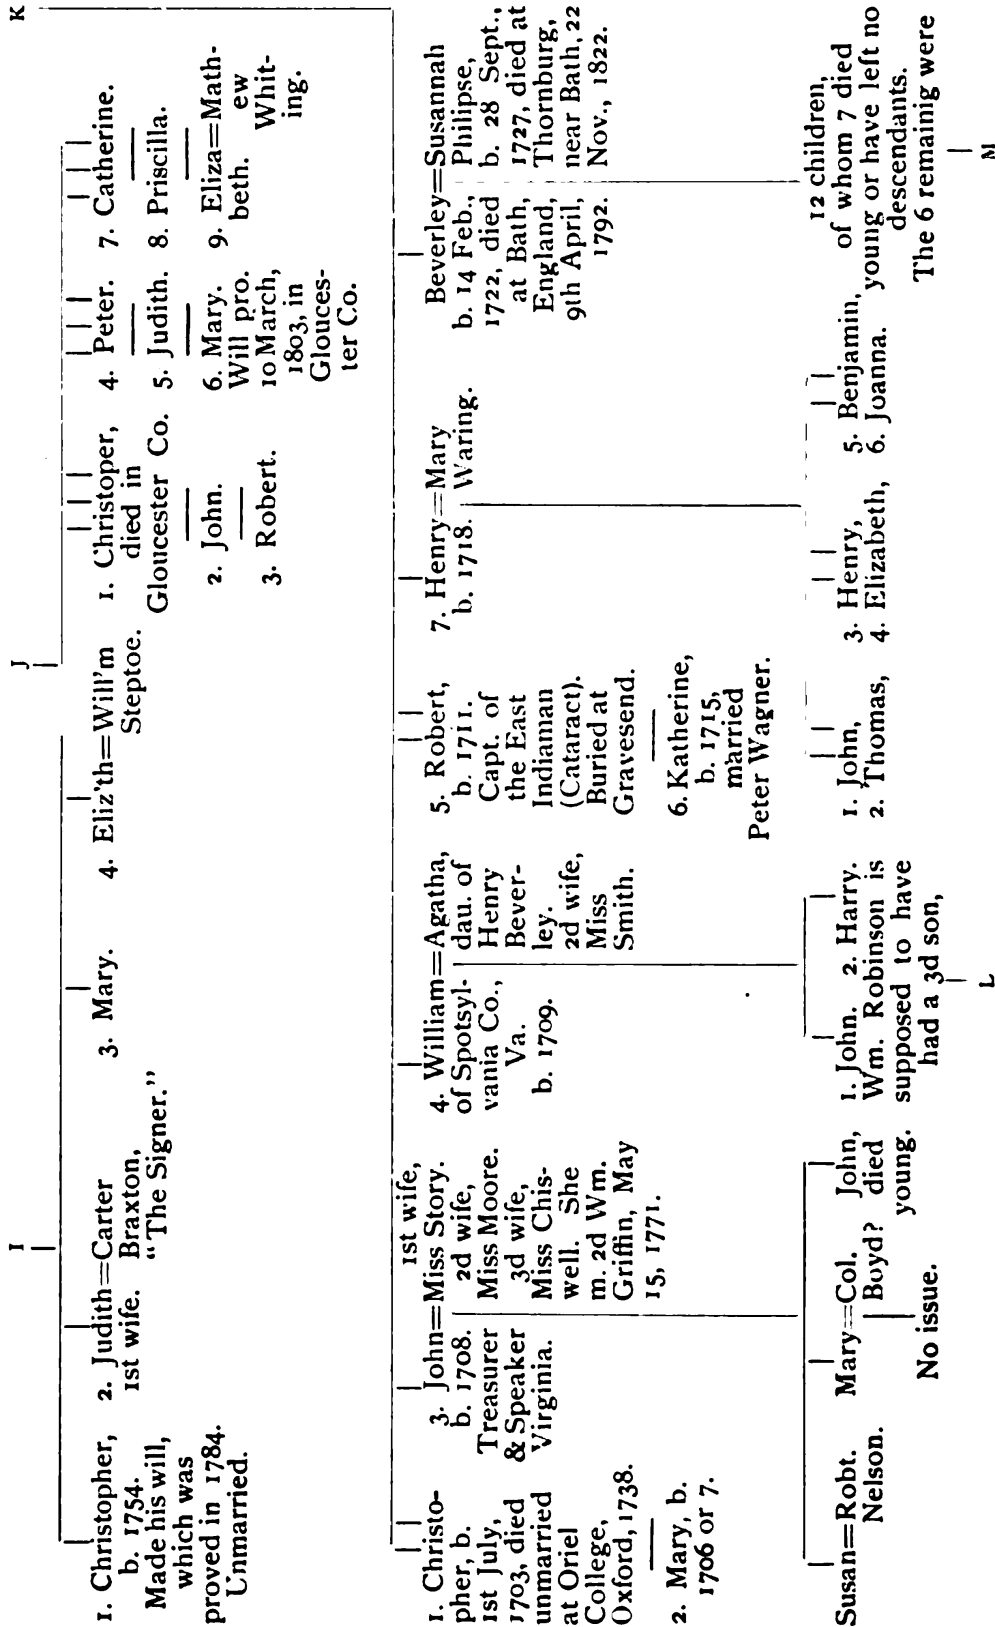 I
J
K
1. Christopher,
b. 1754.
Made his will,
which was
proved in 1784.
Unmarried.
2. Judith=Carter
1st wife. Braxton,
"The Signer."
3. Mary.
4. Eliz'th=Will'm
Steptoe.
1. Christoper,
died in
Gloucester Co.
2. John.
3. Robert.
4. Peter.
5. Judith.
6. Mary.
Will pro.
10 March,
1803, in
Glouces-
ter Co.
7. Catherine.
8. Priscilla.
9. Eliza=Math-
beth. ew
Whit-
ing.
1. Christo-
pher, b.
1st July,
1703, died
unmarried
at Oriel
College,
Oxford, 1738.
2. Mary, b.
1706 or 7.
1st wife,
3. John=Miss Story.
b. 1708. 2d wife,
Treasurer Miss Moore.
& Speaker 3d wife,
Virginia. Miss Chis-
well. She
m. 2d Wm.
Griffin, May
15, 1771.
4. William=Agatha,
of Spotsyl- dau. of
vania Co., Henry
Va. Bever-
b. 1709. ley.
2d wife,
Miss
Smith.
5. Robert,
b. 1711.
Capt. of
the East
Indiaman
(Cataract).
Buried at
Gravesend.
6. Katherine,
b. 1715,
married
Peter Wagner.
7. Henry=Mary
b. 1718. Waring.
Beverley=Susannah
b. 14 Feb., Philipse,
1722, died b. 28 Sept.,
at Bath, 1727, died at
England, Thornburg,
9th April, near Bath, 22
1792. Nov., 1822.
Susan=Robt.
Nelson.
Mary=Col.
Boyd?
No issue.
John,
died
young.
1. John. 2. Harry.
Wm. Robinson is
supposed to have
had a 3d son,
L
1. John,
2. Thomas,
3. Henry,
4. Elizabeth,
5. Benjamin,
6. Joanna.
12 children,
of whom 7 died
young or have left no
descendants.
The 6 remainig were
M